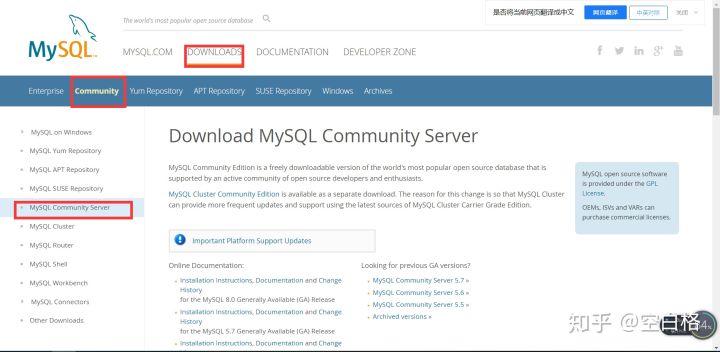 The world's most popular open source database
是否将当前网页翻译成中文 网页翻译 中英对照 关闭
MySQL™
MYSQL.COM DOWNLOADS DOCUMENTATION DEVELOPER ZONE
Enterprise Community Yum Repository APT Repository SUSE Repository Windows Archives
MySQL on Windows
MySQL Yum Repository
MySQL APT Repository
MySQL SUSE Repository
MySQL Community Server
MySQL Cluster
MySQL Router
MySQL Shell
MySQL Workbench
MySQL Connectors
Other Downloads
Download MySQL Community Server
MySQL Community Edition is a freely downloadable version of the world's most popular open source database that is
supported by an active community of open source developers and enthusiasts.
MySQL Cluster Community Edition is available as a separate download. The reason for this change is so that MySQL Cluster
can provide more frequent updates and support using the latest sources of MySQL Cluster Carrier Grade Edition.
Important Platform Support Updates
Online Documentation:
Installation Instructions, Documentation and Change
History
for the MySQL 8.0 Generally Available (GA) Release
Installation Instructions, Documentation and Change
History
for the MySQL 5.7 Generally Available (GA) Release
Installation Instructions, Documentation and Change
Looking for previous GA versions?
MySQL Community Server 5.7 »
MySQL Community Server 5.6 »
MySQL Community Server 5.5 »
Archived versions »
MySQL open source software
is provided under the GPL
License.
OEMs, ISVs and VARs can
purchase commercial licenses.
知乎 @空白格